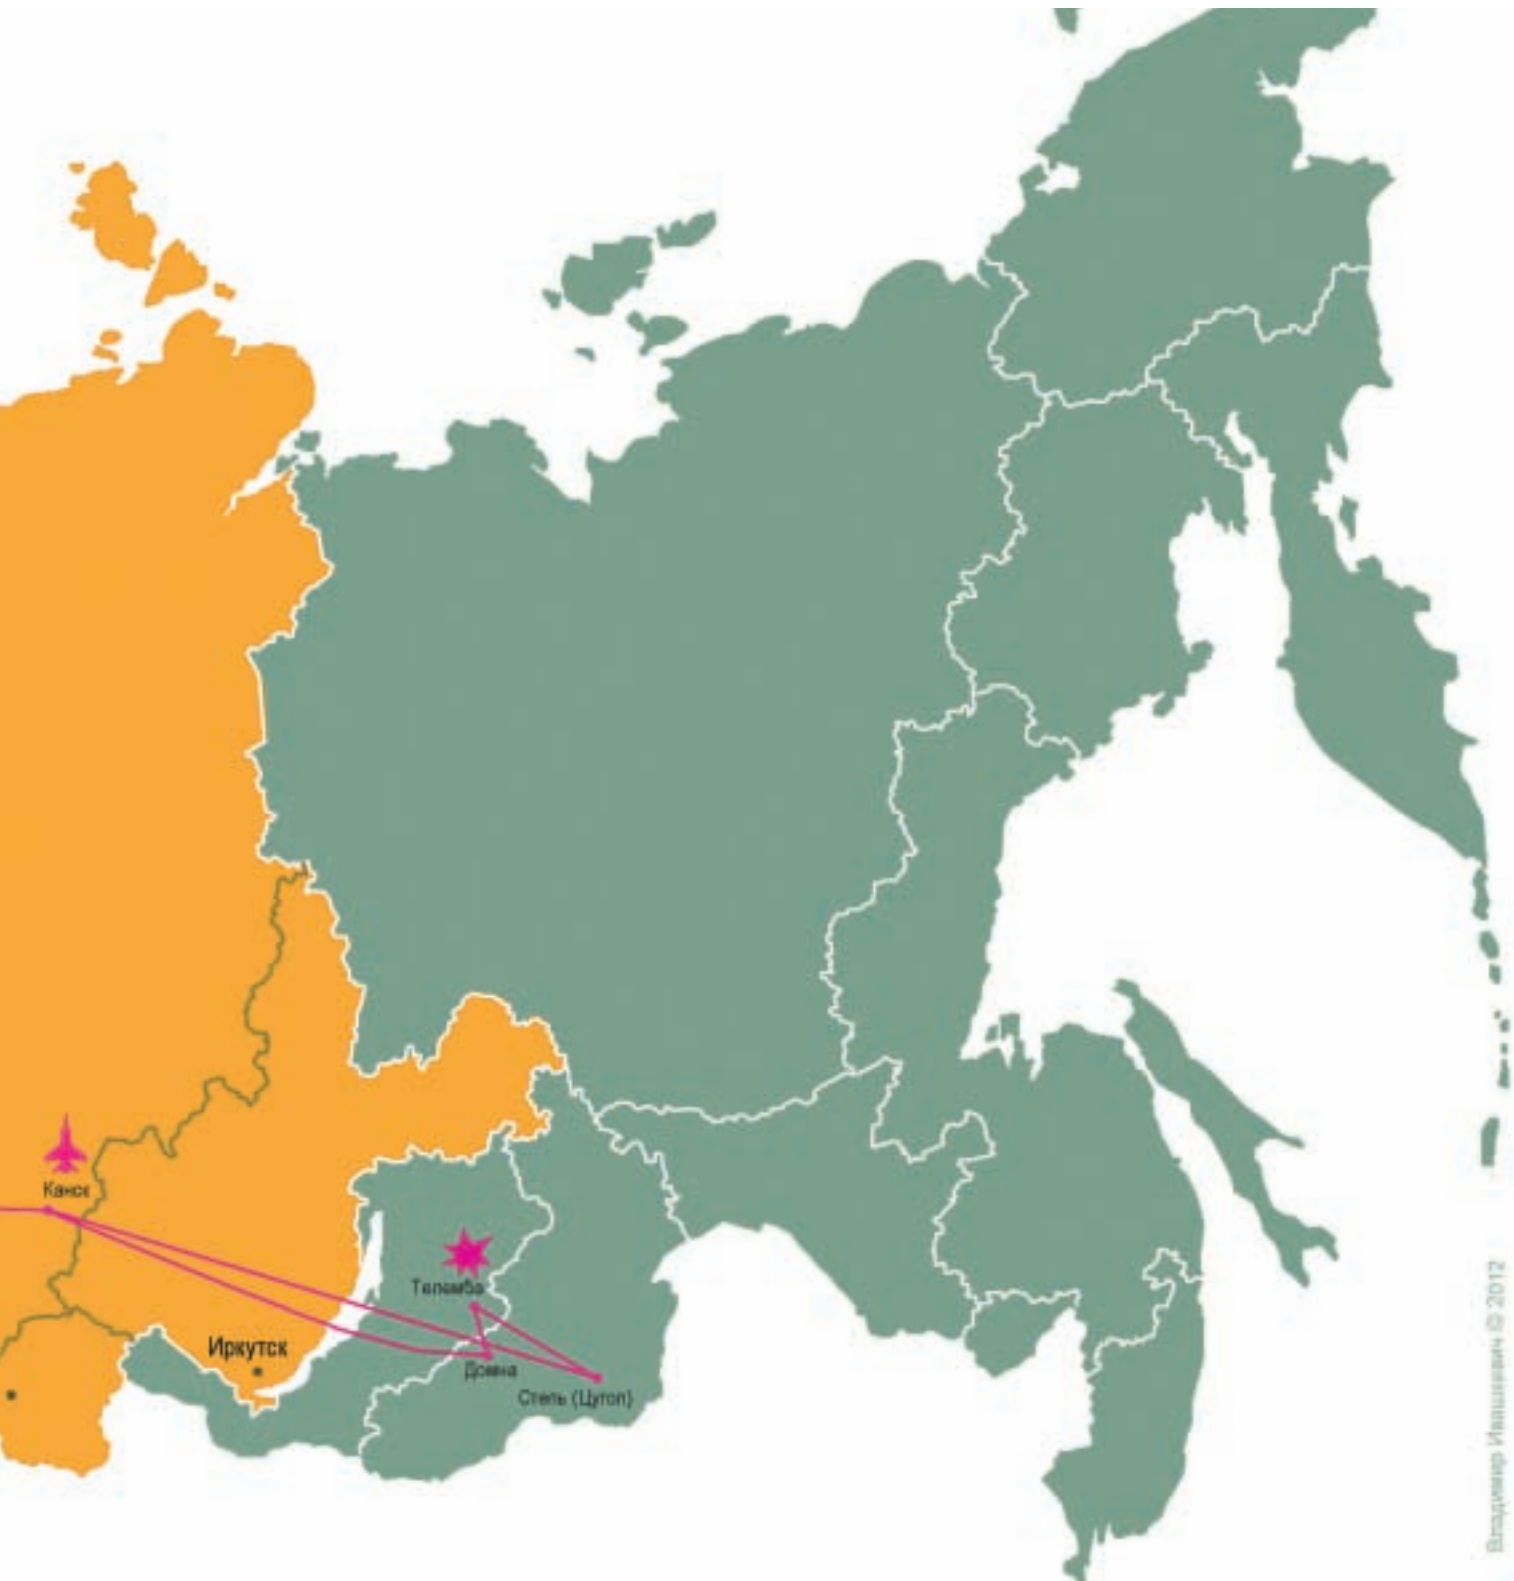 Канск
Телемба
Иркутск
Домна
Степь (Цугол)
Владимир Ивашкевич © 2012